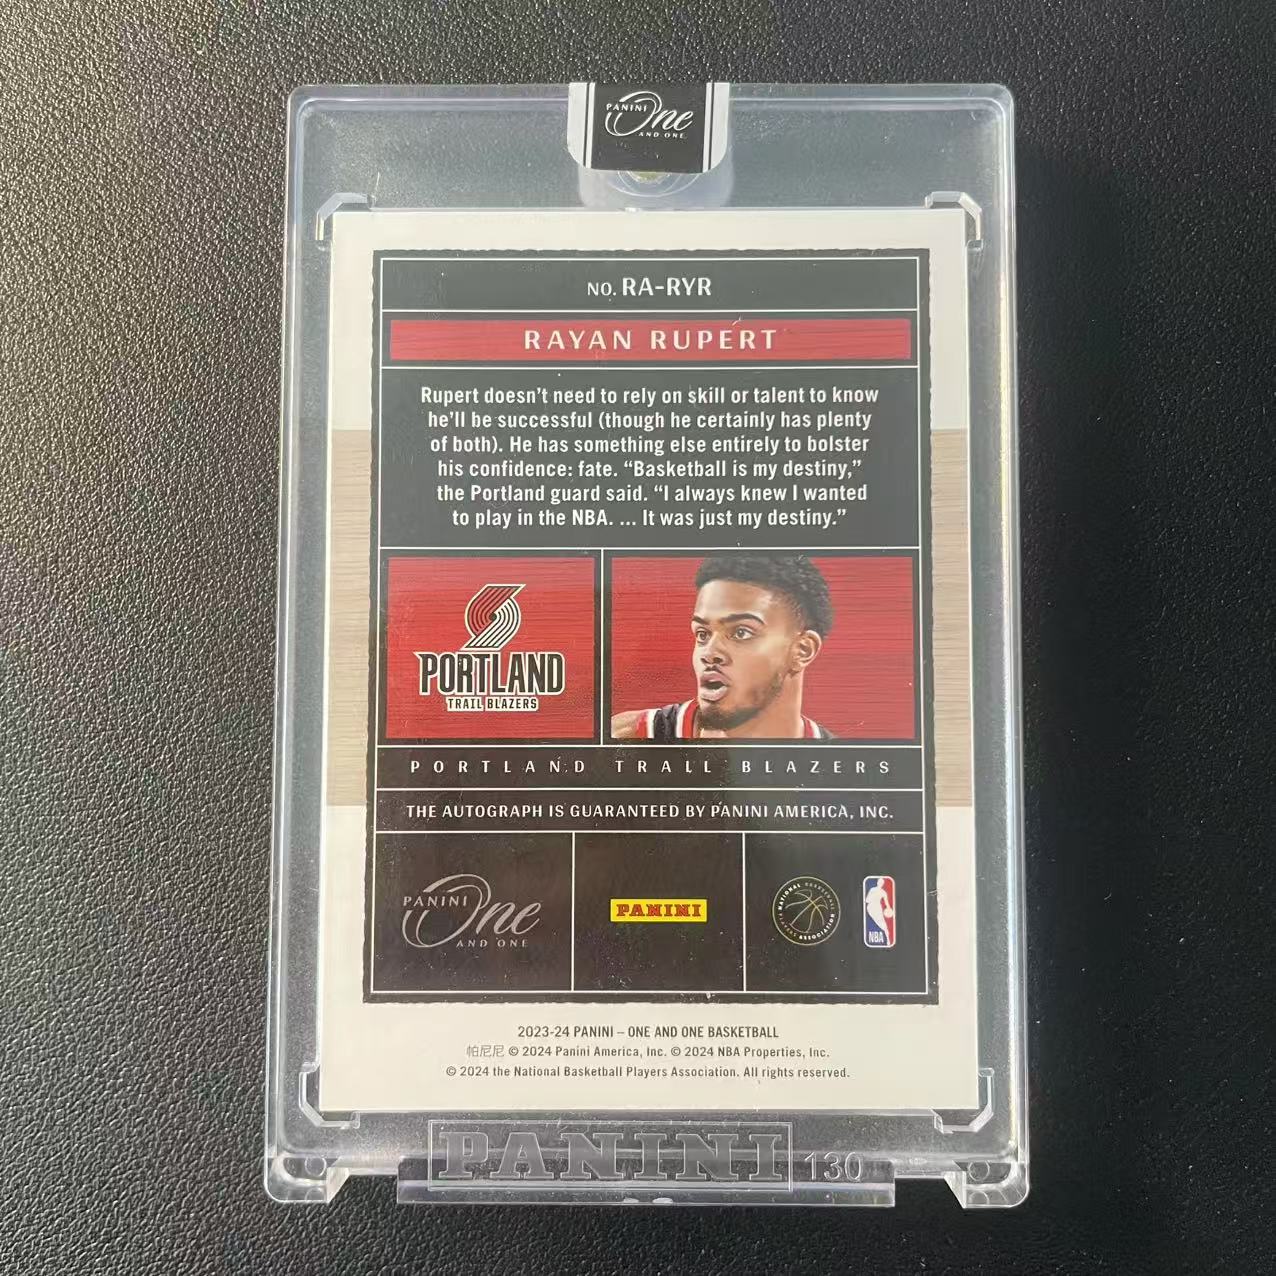 PANINI
One
AND ONE
NO. RA-RYR
RAYAN RUPERT
Rupert doesn't need to rely on skill or talent to know
he'll be successful (though he certainly has plenty
of both). He has something else entirely to bolster
his confidence: fate. “Basketball is my destiny,”
the Portland guard said. “I always knew I wanted
to play in the NBA. ... It was just my destiny.”
PORTLAND
TRAIL BLAZERS
PORTLAND TRAIL BLAZERS
THE AUTOGRAPH IS GUARANTEED BY PANINI AMERICA, INC.
PANINI
One
AND ONE
PANINI
NATIONAL BASKETBALL
PLAYERS ASSOCIATION
NBA
2023-24 PANINI – ONE AND ONE BASKETBALL
帕尼尼 © 2024 Panini America, Inc. © 2024 NBA Properties, Inc.
© 2024 the National Basketball Players Association. All rights reserved.
PANINI 130